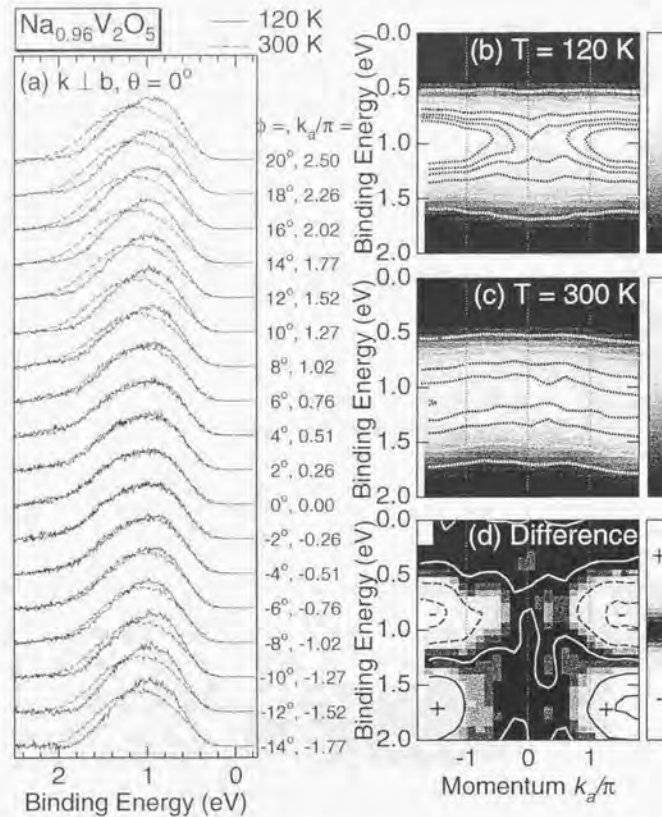 Na0.96V2O5
120 K
300 K
(a) k ⊥ b, θ = 0°
ϕ =, ka/π =
20°, 2.50
18°, 2.26
16°, 2.02
14°, 1.77
12°, 1.52
10°, 1.27
8°, 1.02
6°, 0.76
4°, 0.51
2°, 0.26
0°, 0.00
-2°, -0.26
-4°, -0.51
-6°, -0.76
-8°, -1.02
-10°, -1.27
-12°, -1.52
-14°, -1.77
2 1 0
Binding Energy (eV)
(b) T = 120 K
Binding Energy (eV)
0.0
0.5
1.0
1.5
2.0
(c) T = 300 K
Binding Energy (eV)
0.0
0.5
1.0
1.5
2.0
(d) Difference
Binding Energy (eV)
0.0
0.5
1.0
1.5
2.0
−
−
+
+
+
−
-1 0 1
Momentum ka/π